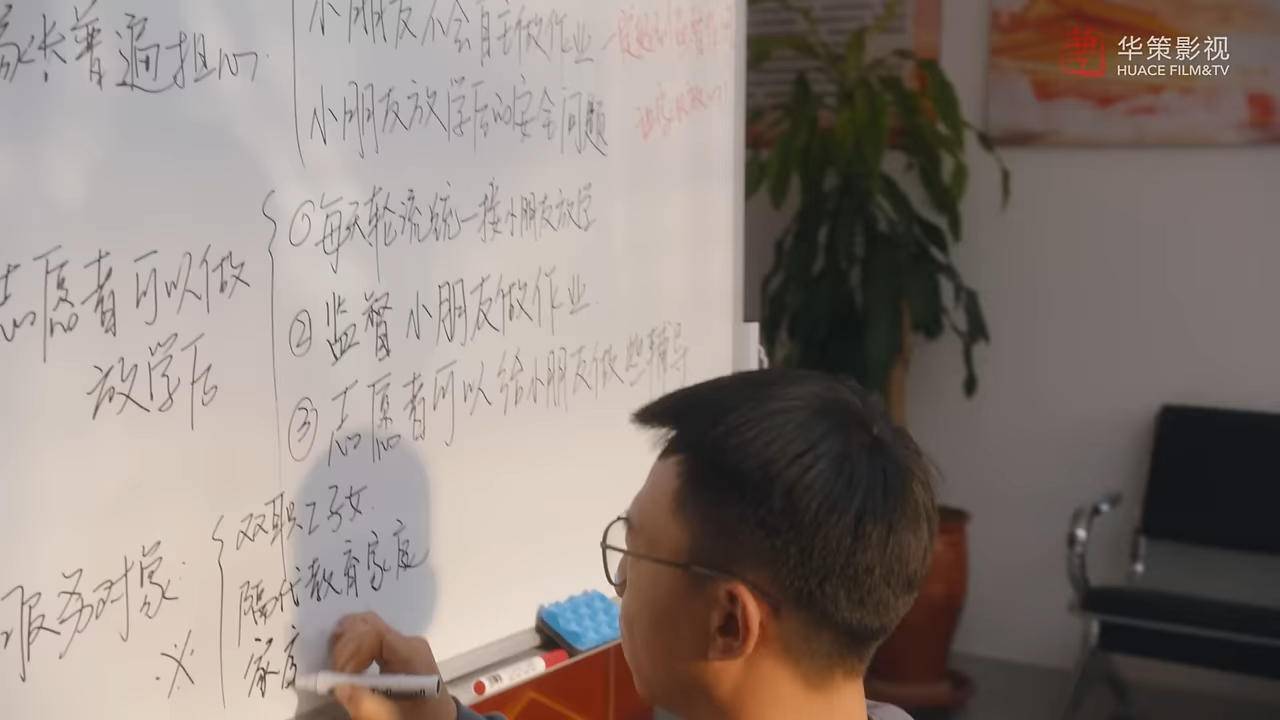 家长普遍担心
小朋友不会自主做作业
小朋友放学后的安全问题
志愿者可以做
放学后
①每天轮流统一接小朋友放学
②监督小朋友做作业
③志愿者可以给小朋友做些辅导
服务对象:
双职工子女
隔代教育家庭
家庭
华策影视
HUACE FILM&TV